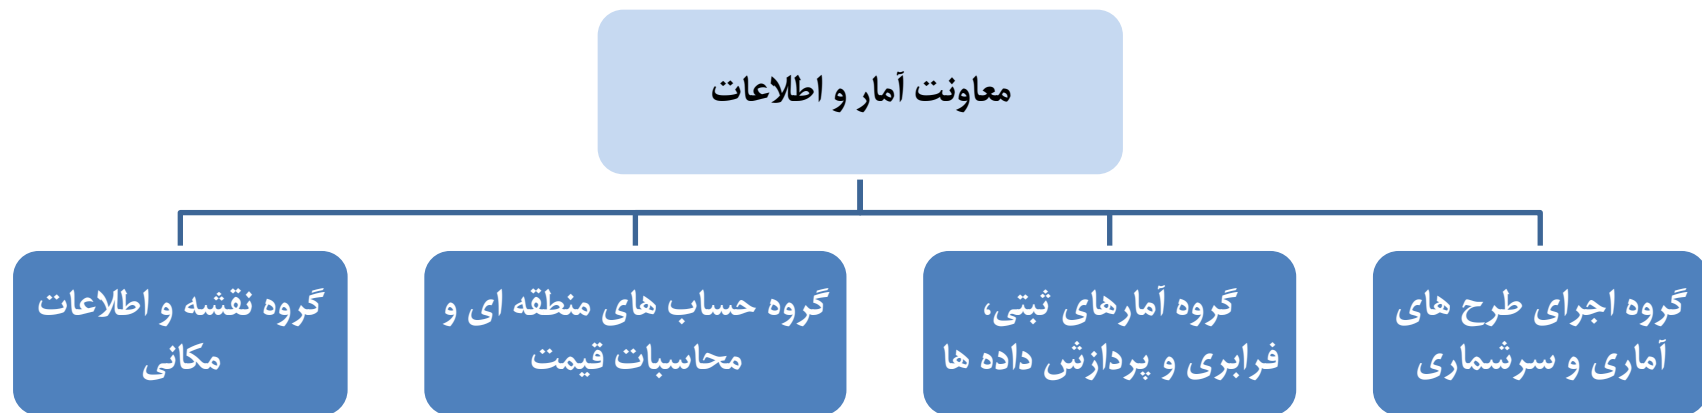 معاونت آمار و اطلاعات
گروه اجرای طرح های
آماری و سرشماری
گروه آمارهای ثبتی،
فرابری و پردازش داده ها
گروه حساب های منطقه ای و
محاسبات قیمت
گروه نقشه و اطلاعات
مکانی